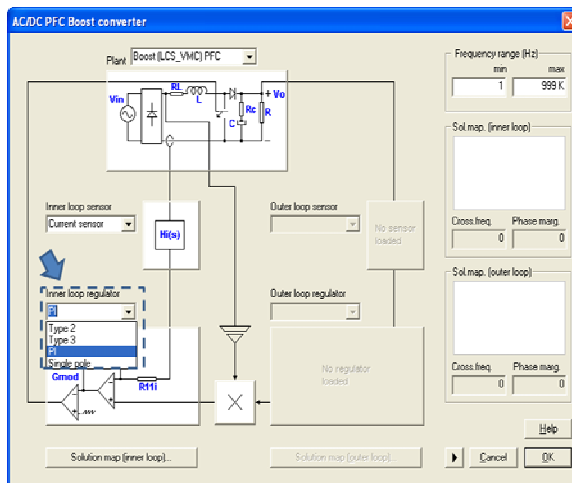 AC/DC PFC Boost converter
Plant Boost (LCS_VMC) PFC
Vin
RL
L
+ Vo
Rc
R
C
Frequency range (Hz)
min max
1 999 K
Sol.map. (inner loop)
Cross.freq. Phase marg.
0 0
Inner loop sensor
Current sensor
Hi(s)
Outer loop sensor
No sensor
loaded
Sol.map. (outer loop)
Cross.freq. Phase marg.
0 0
Inner loop regulator
PI
Type 2
Type 3
PI
Single pole
Gmod
R11i
Outer loop regulator
No regulator
loaded
Solution map (inner loop)...
Solution map (outer loop)...
Help
Cancel
OK